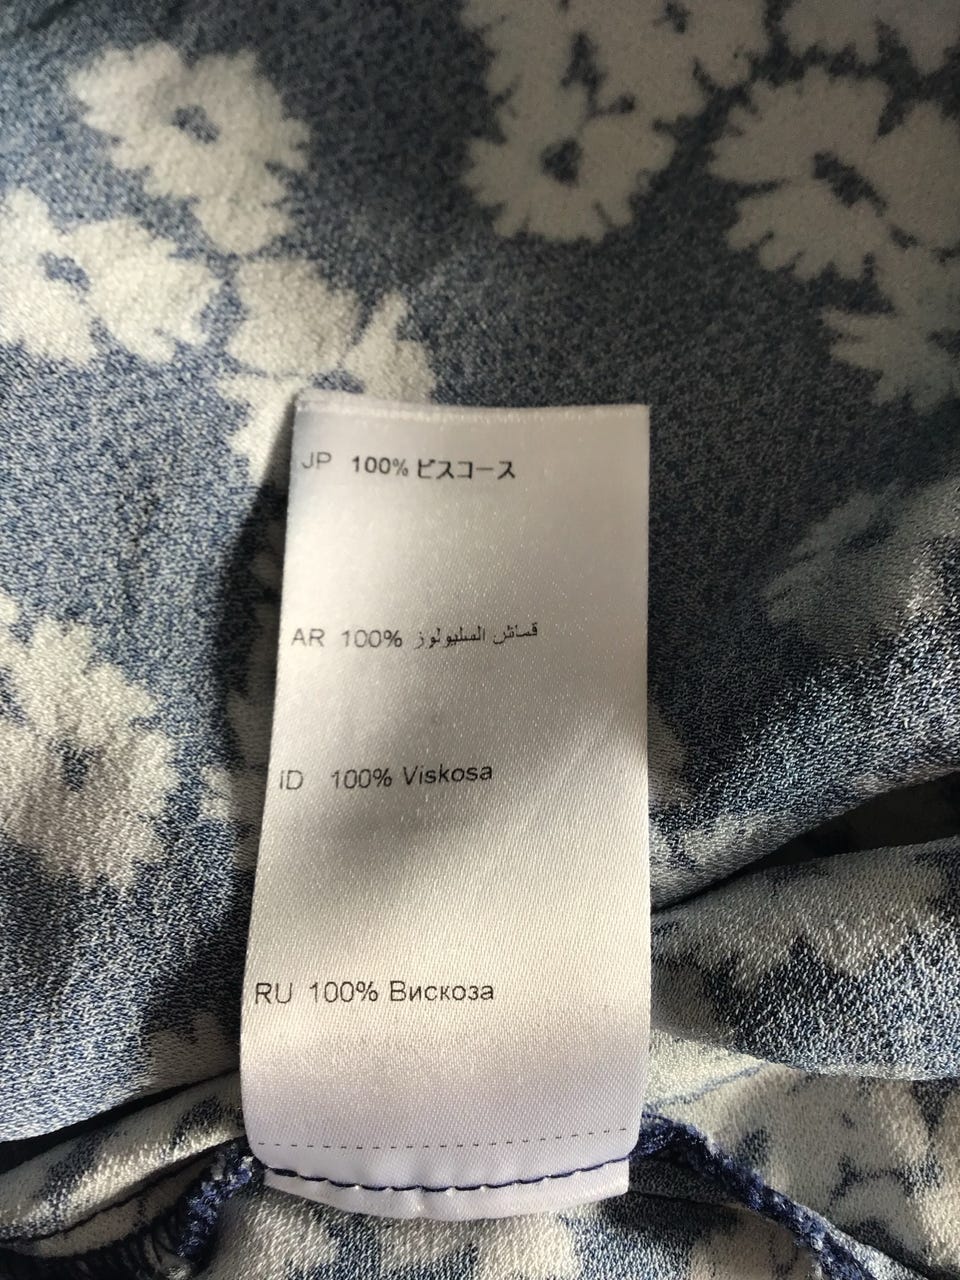 JP 100% ビスコース
AR 100% قماش السليولوز
ID 100% Viskosa
RU 100% Вискоза